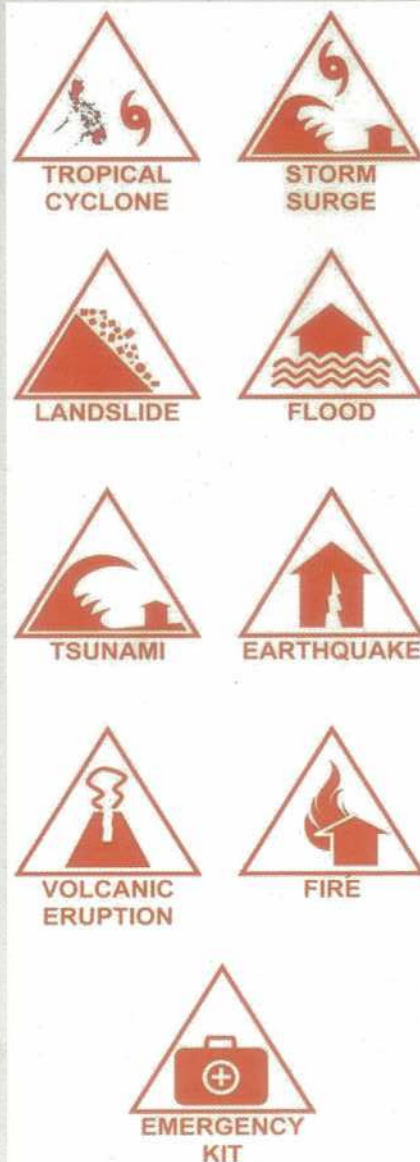 TROPICAL
CYCLONE
STORM
SURGE
LANDSLIDE
FLOOD
TSUNAMI
EARTHQUAKE
VOLCANIC
ERUPTION
FIRE
EMERGENCY
KIT